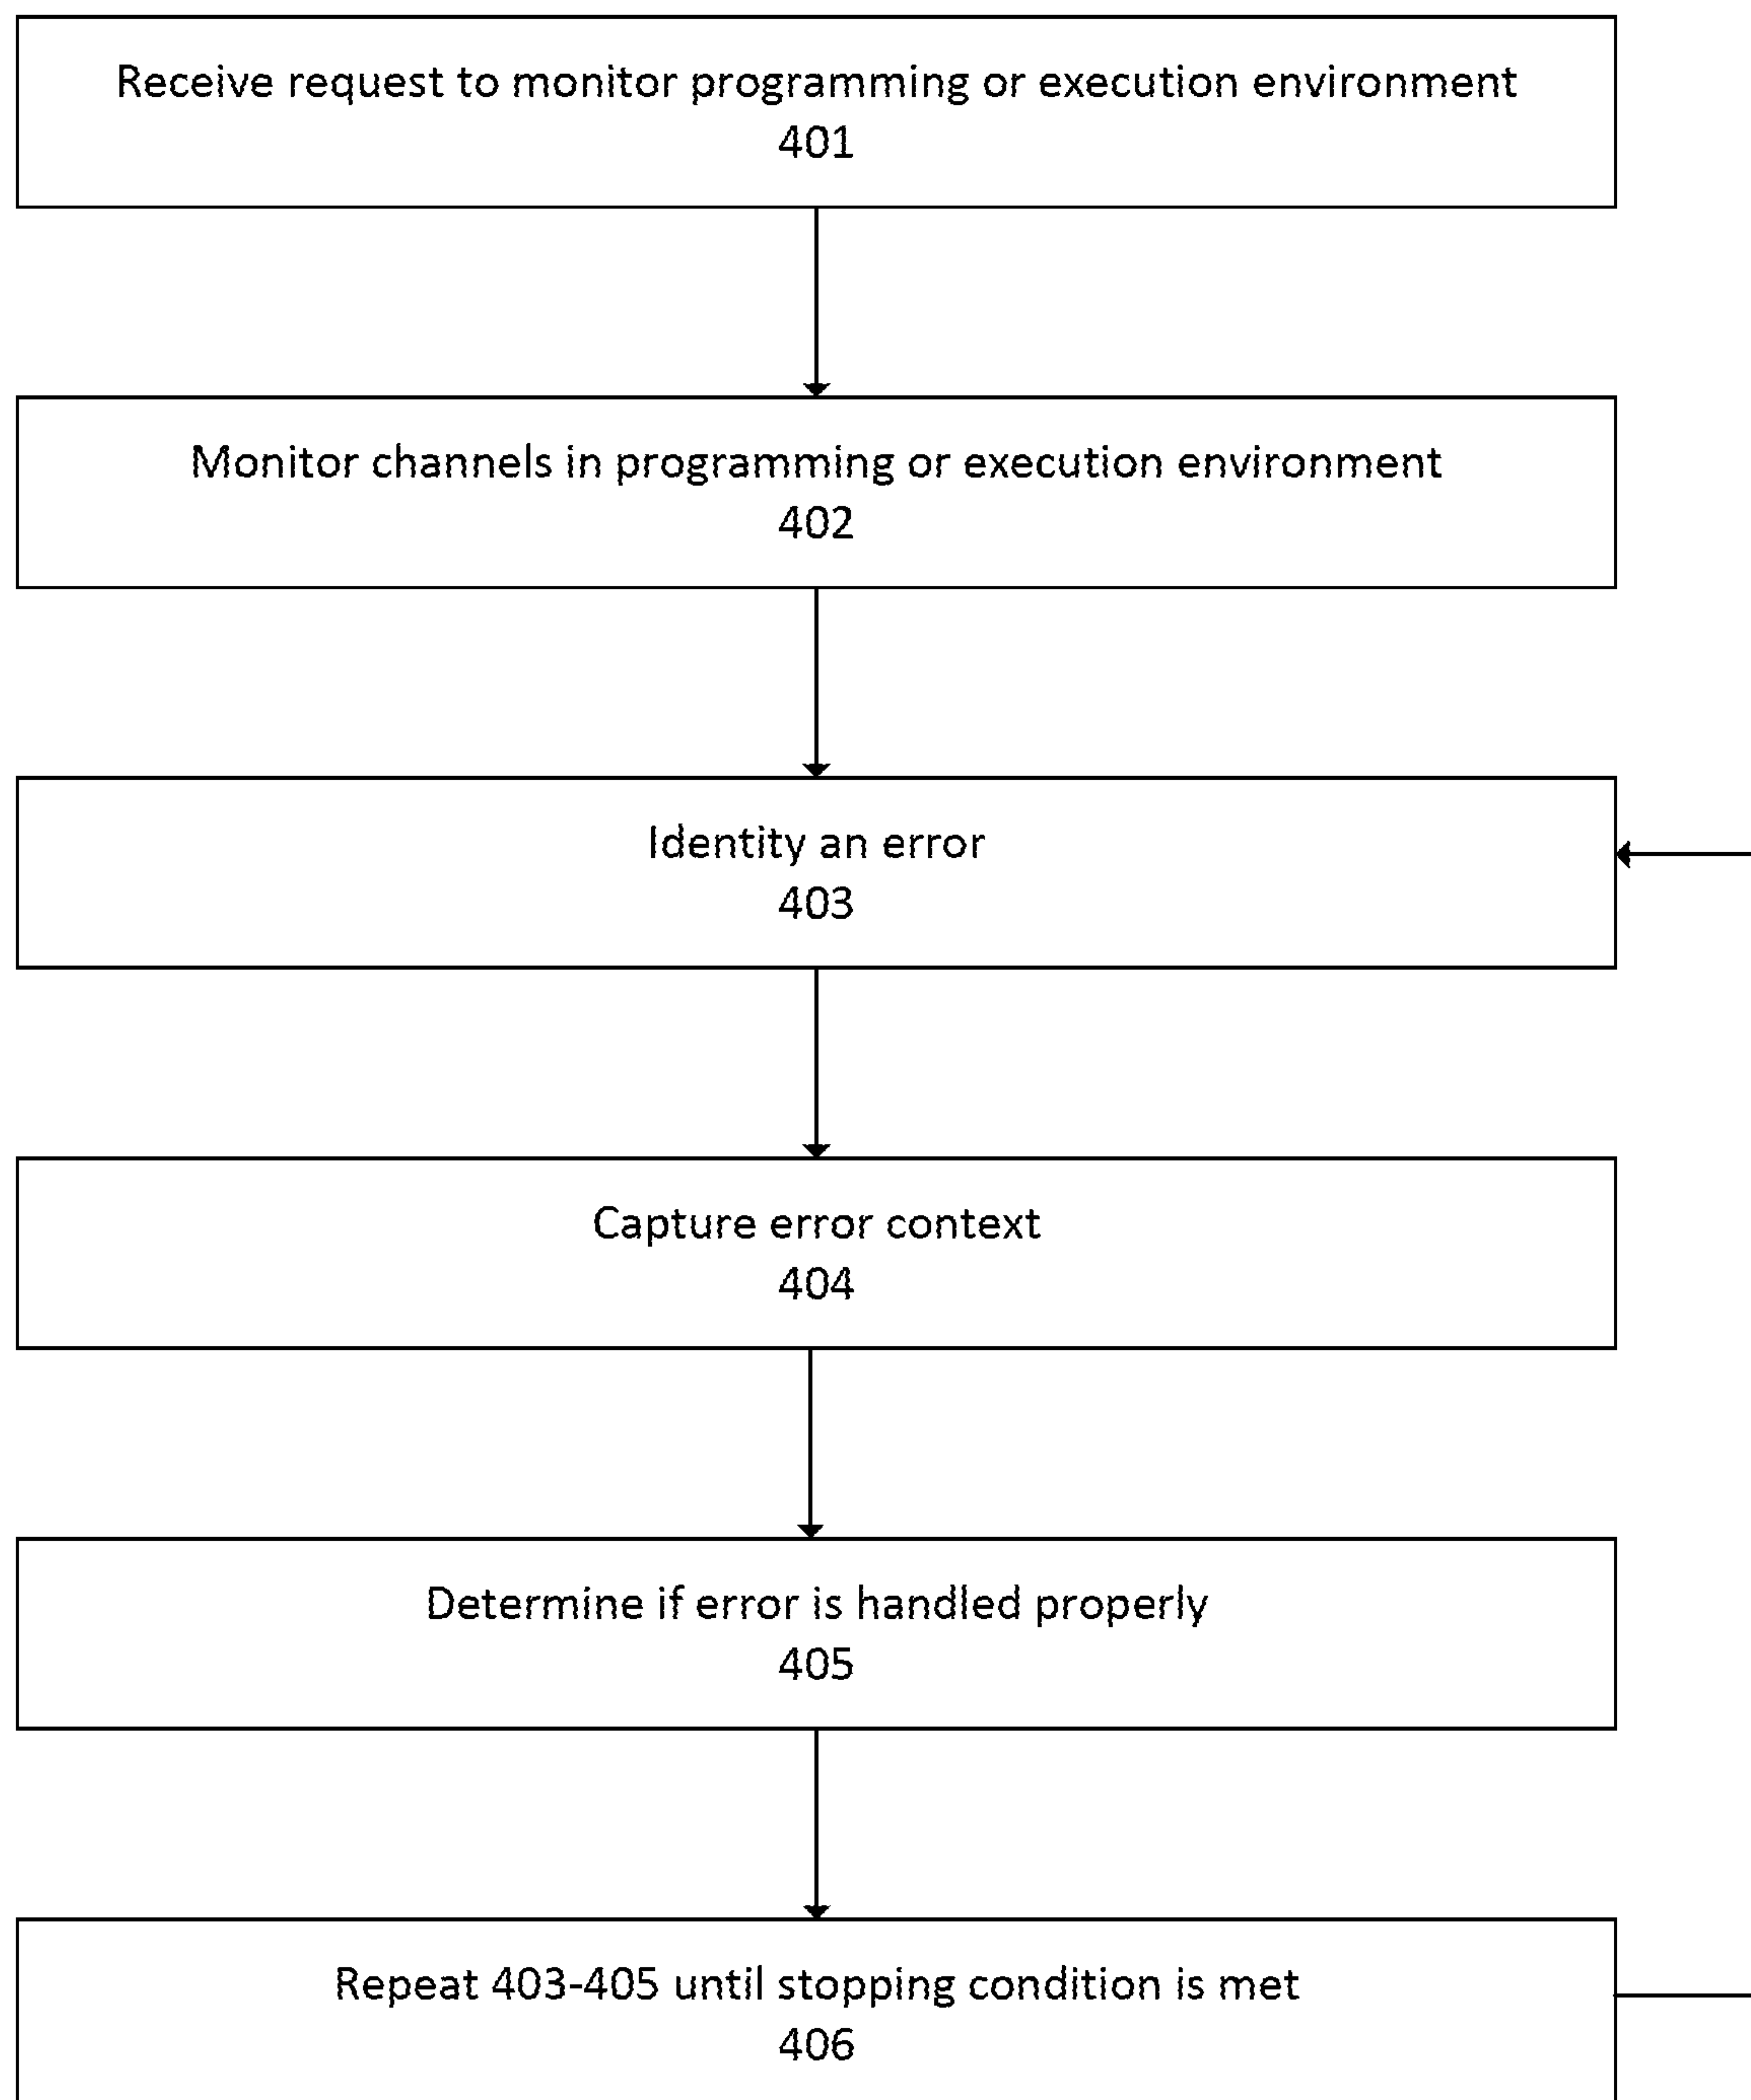 Receive request to monitor programming or execution environment
401
Monitor channels in programming or execution environment
402
Identity an error
403
Capture error context
404
Determine if error is handled properly
405
Repeat 403-405 until stopping condition is met
406